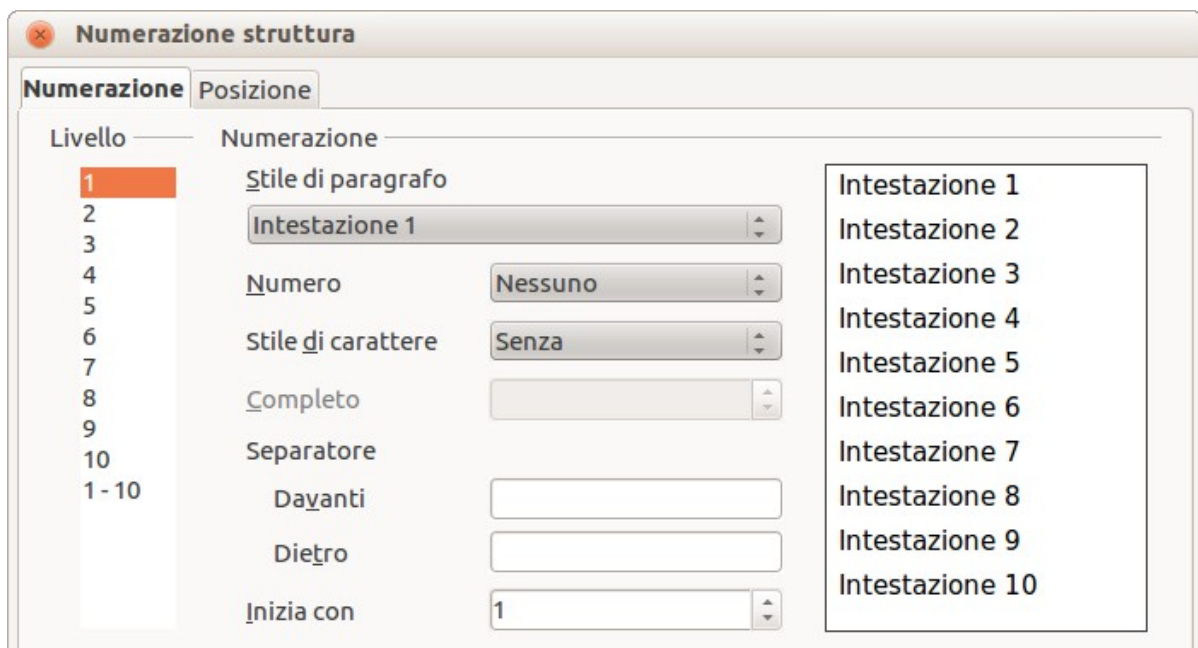 Numerazione struttura
Numerazione Posizione
Livello
1
2
3
4
5
6
7
8
9
10
1 - 10
Numerazione
Stile di paragrafo
Intestazione 1
Numero Nessuno
Stile di carattere Senza
Completo
Separatore
Davanti
Dietro
Inizia con 1
Intestazione 1
Intestazione 2
Intestazione 3
Intestazione 4
Intestazione 5
Intestazione 6
Intestazione 7
Intestazione 8
Intestazione 9
Intestazione 10